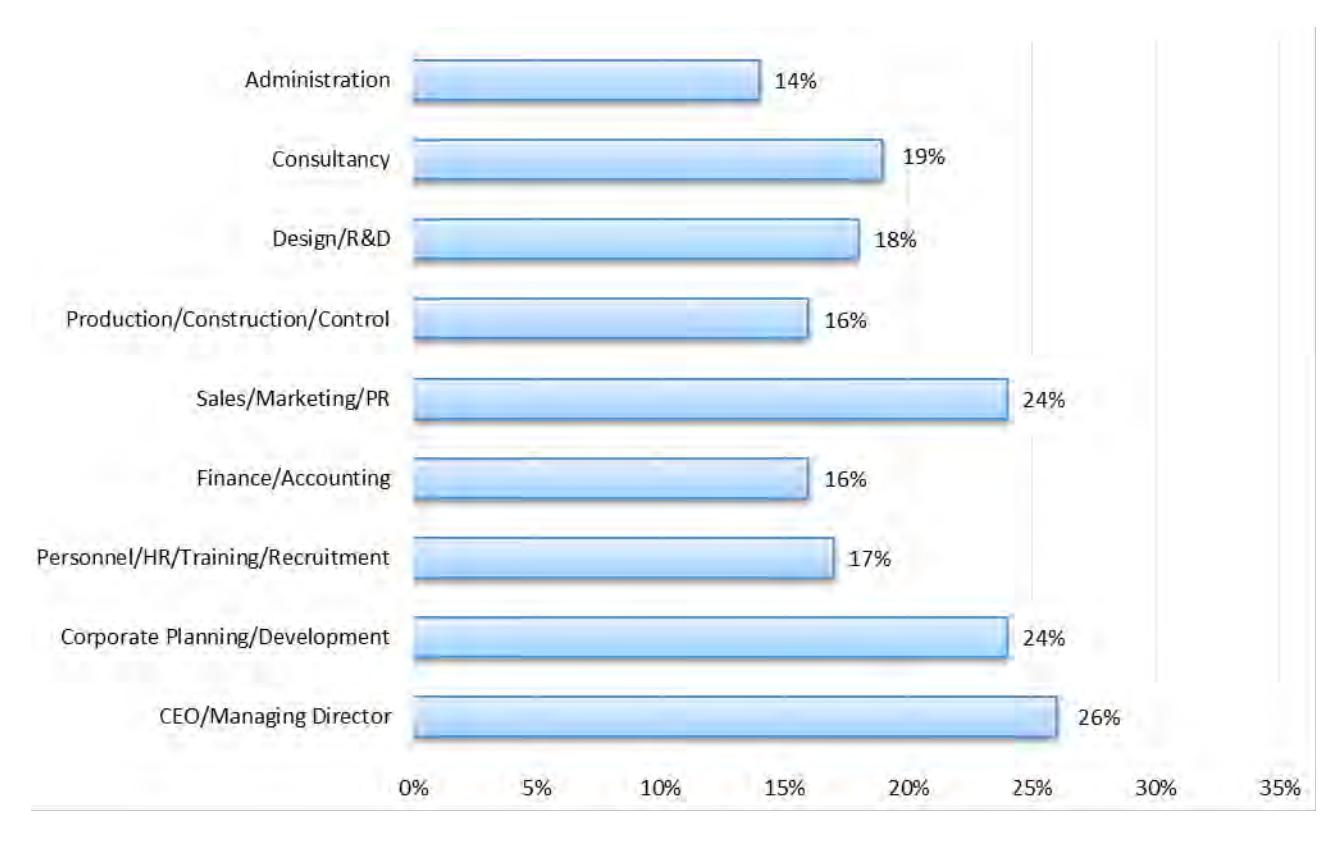 Administration 14%
Consultancy 19%
Design/R&D 18%
Production/Construction/Control 16%
Sales/Marketing/PR 24%
Finance/Accounting 16%
Personnel/HR/Training/Recruitment 17%
Corporate Planning/Development 24%
CEO/Managing Director 26%
0% 5% 10% 15% 20% 25% 30% 35%